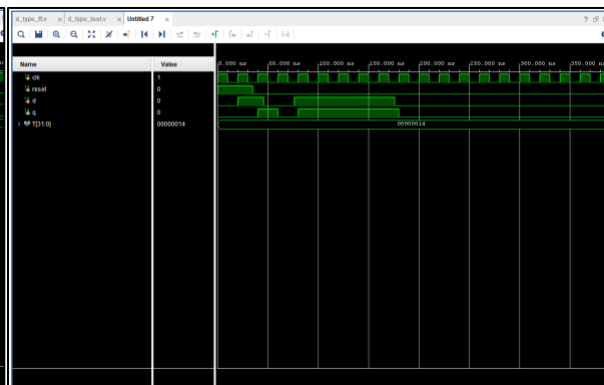 d_type_ff.v × d_type_test.v × Untitled 7 ×
Name Value
0.000 ns 50.000 ns 100.000 ns 150.000 ns 200.000 ns 250.000 ns 300.000 ns 350.000 ns
clk 1
reset 0
d 0
q 0
T[31:0] 00000014 00000014